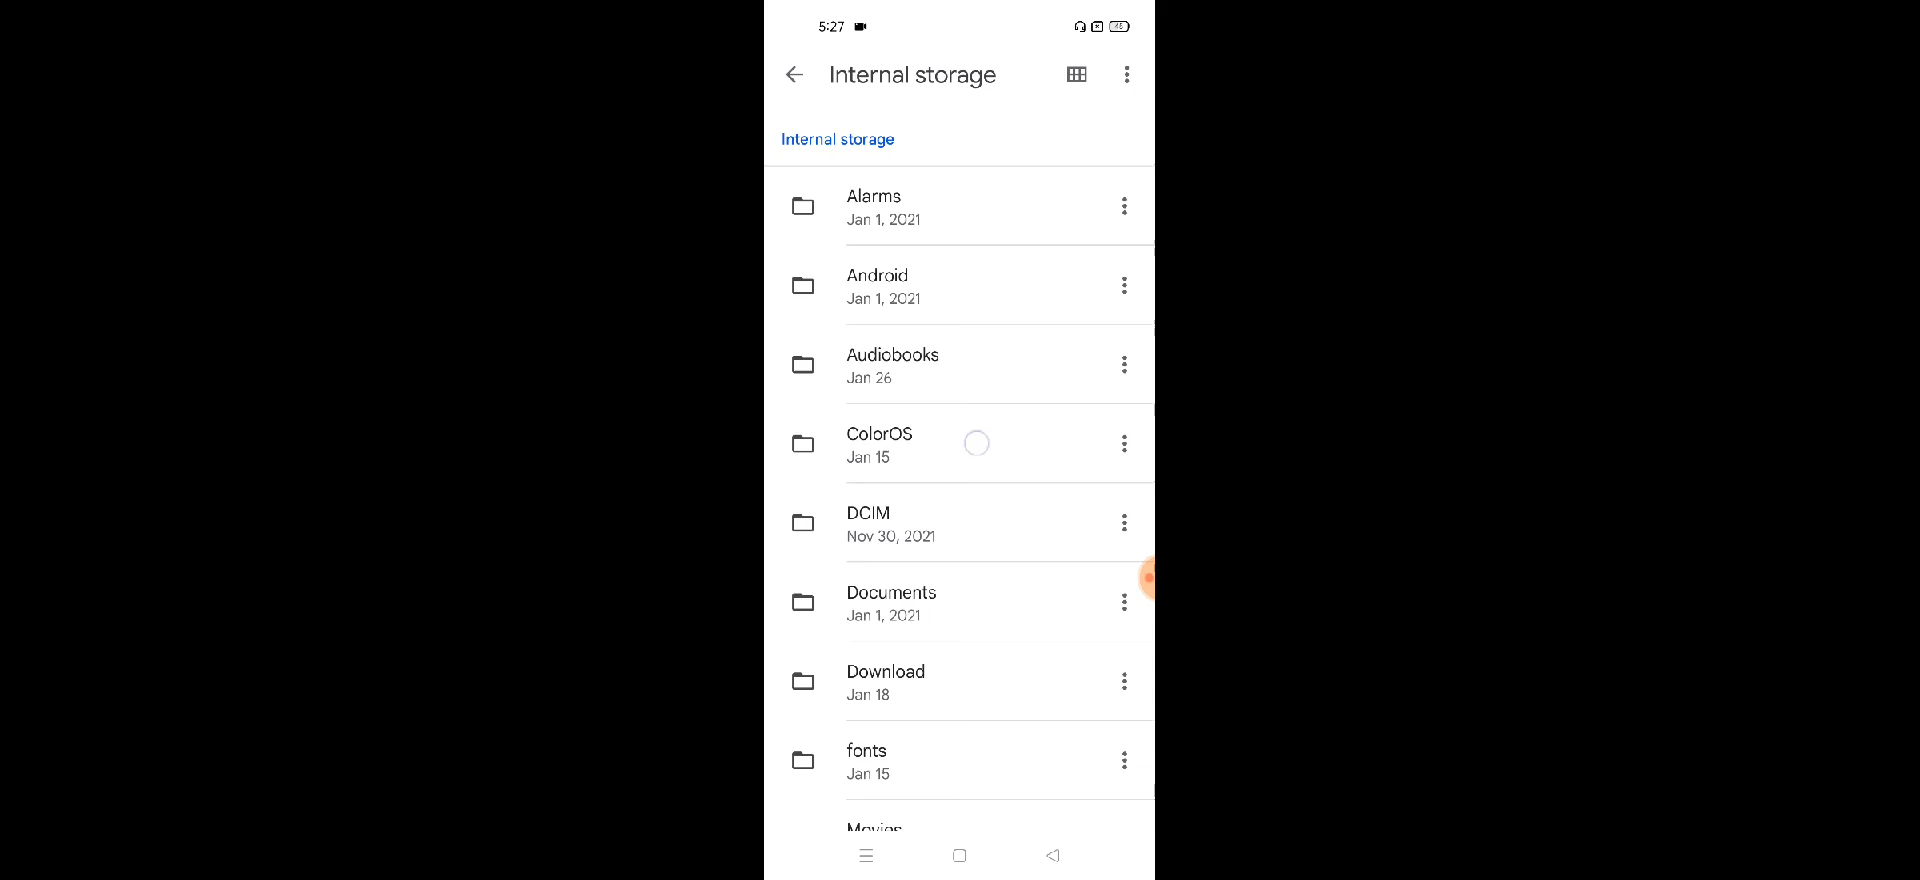 5:27
Internal storage
Internal storage
Alarms
Jan 1, 2021
Android
Jan 1, 2021
Audiobooks
Jan 26
ColorOS
Jan 15
DCIM
Nov 30, 2021
Documents
Jan 1, 2021
Download
Jan 18
fonts
Jan 15
Movies